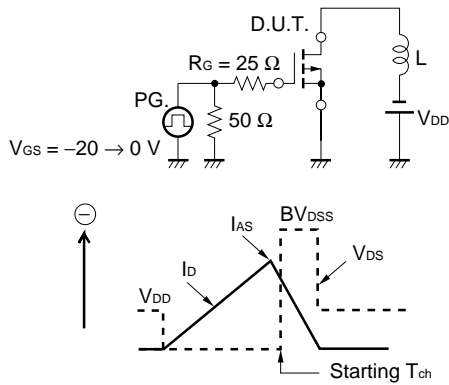 D.U.T.
RG = 25 Ω
L
PG.
50 Ω
VDD
VGS = −20 → 0 V
−
IAS
BVDSS
ID
VDS
VDD
Starting Tch